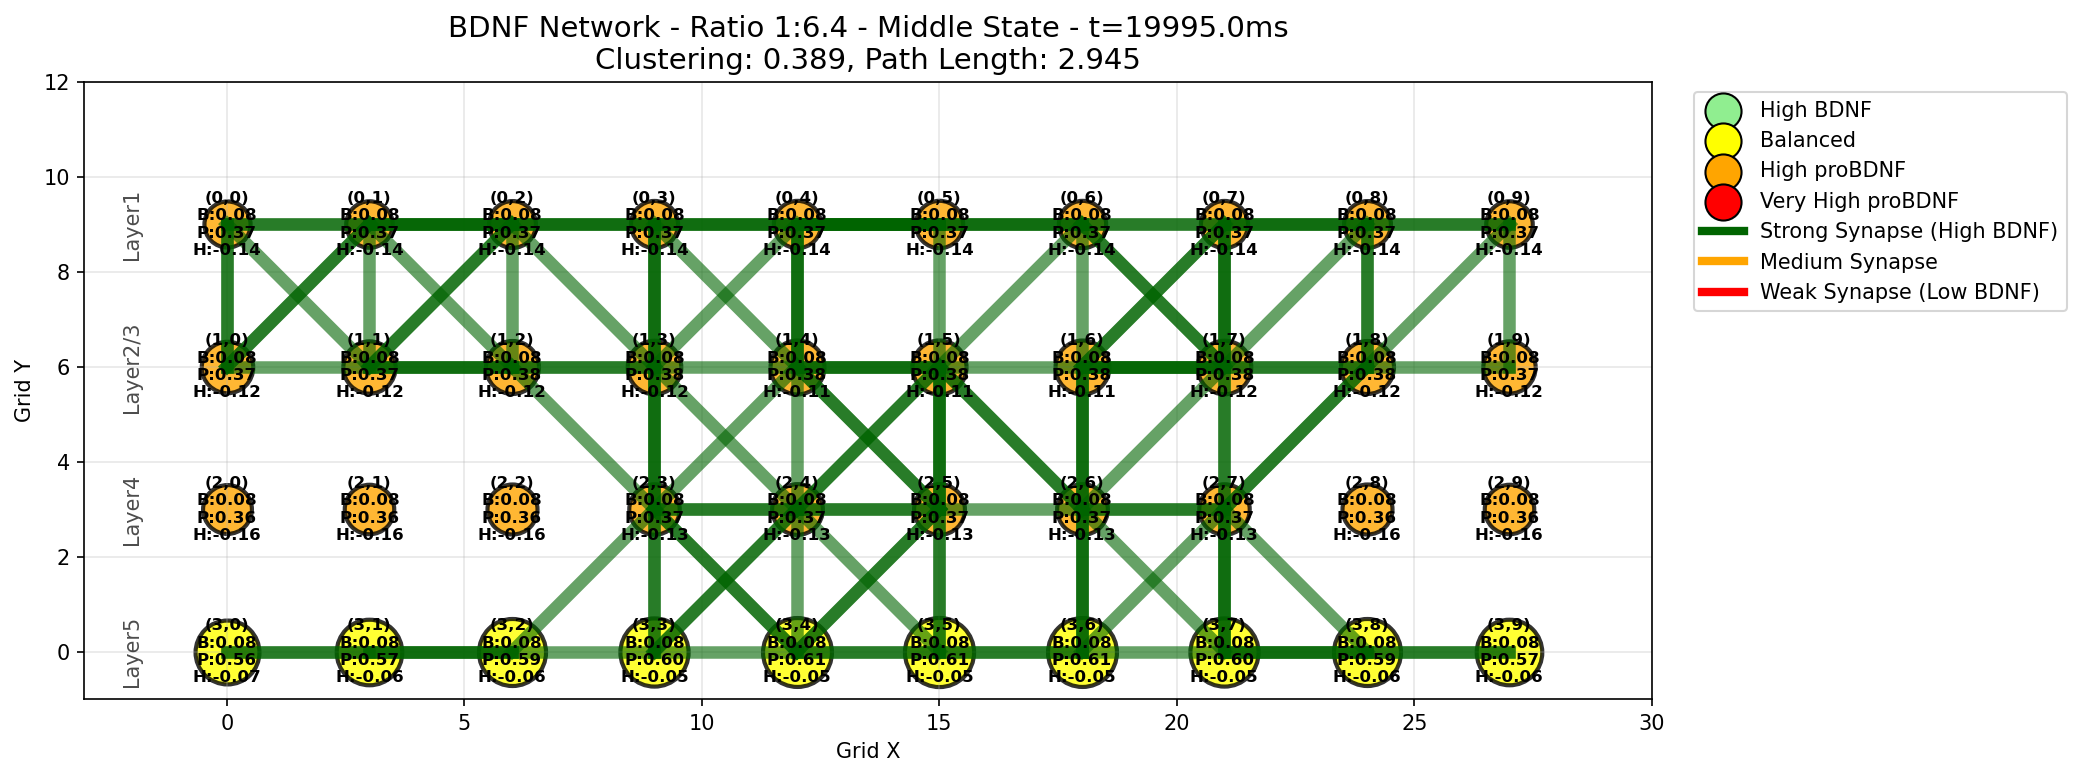 BDNF Network - Ratio 1:6.4 - Middle State - t=19995.0ms
Clustering: 0.389, Path Length: 2.945
Grid Y
12
10
8
6
4
2
0
Layer1
Layer2/3
Layer4
Layer5
(0,0) (0,1) (0,2) (0,3) (0,4) (0,5) (0,6) (0,7) (0,8) (0,9)
B:0.08 B:0.08 B:0.08 B:0.08 B:0.08 B:0.08 B:0.08 B:0.08 B:0.08 B:0.08
P:0.37 P:0.37 P:0.37 P:0.37 P:0.37 P:0.37 P:0.37 P:0.37 P:0.37 P:0.37
H:-0.14 H:-0.14 H:-0.14 H:-0.14 H:-0.14 H:-0.14 H:-0.14 H:-0.14 H:-0.14 H:-0.14
(1,0) (1,1) (1,2) (1,3) (1,4) (1,5) (1,6) (1,7) (1,8) (1,9)
B:0.08 B:0.08 B:0.08 B:0.08 B:0.08 B:0.08 B:0.08 B:0.08 B:0.08 B:0.08
P:0.37 P:0.37 P:0.38 P:0.38 P:0.38 P:0.38 P:0.38 P:0.38 P:0.38 P:0.37
H:-0.12 H:-0.12 H:-0.12 H:-0.12 H:-0.11 H:-0.11 H:-0.11 H:-0.12 H:-0.12 H:-0.12
(2,0) (2,1) (2,2) (2,3) (2,4) (2,5) (2,6) (2,7) (2,8) (2,9)
B:0.08 B:0.08 B:0.08 B:0.08 B:0.08 B:0.08 B:0.08 B:0.08 B:0.08 B:0.08
P:0.36 P:0.36 P:0.36 P:0.37 P:0.37 P:0.37 P:0.37 P:0.37 P:0.36 P:0.36
H:-0.16 H:-0.16 H:-0.16 H:-0.13 H:-0.13 H:-0.13 H:-0.13 H:-0.13 H:-0.16 H:-0.16
(3,0) (3,1) (3,2) (3,3) (3,4) (3,5) (3,6) (3,7) (3,8) (3,9)
B:0.08 B:0.08 B:0.08 B:0.08 B:0.08 B:0.08 B:0.08 B:0.08 B:0.08 B:0.08
P:0.56 P:0.57 P:0.59 P:0.60 P:0.61 P:0.61 P:0.61 P:0.60 P:0.59 P:0.57
H:-0.07 H:-0.06 H:-0.06 H:-0.05 H:-0.05 H:-0.05 H:-0.05 H:-0.05 H:-0.06 H:-0.06
0 5 10 15 20 25 30
Grid X
High BDNF
Balanced
High proBDNF
Very High proBDNF
Strong Synapse (High BDNF)
Medium Synapse
Weak Synapse (Low BDNF)